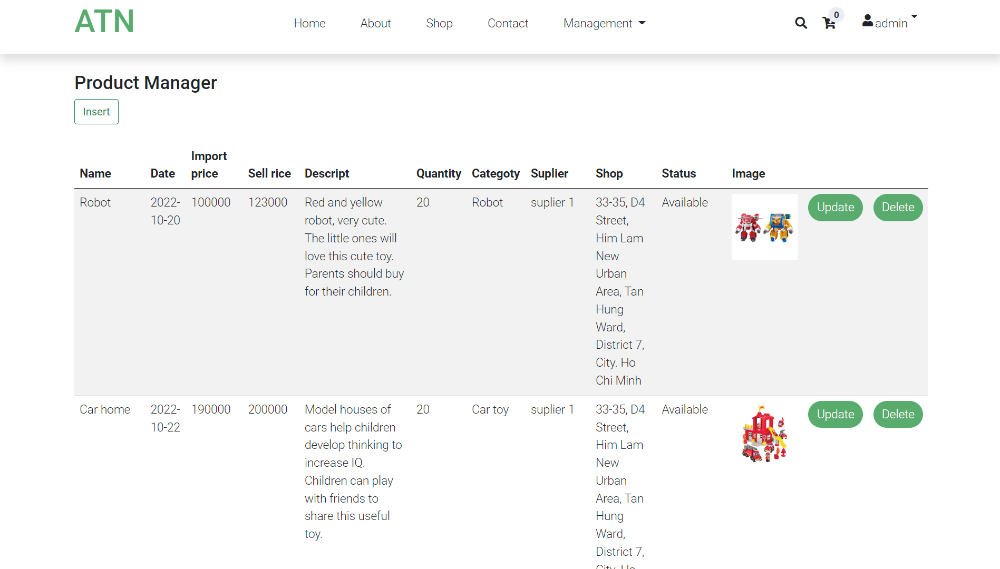 ATN
Home About Shop Contact Management 0 admin
Product Manager
Insert
Name Date Import price Sell rice Descript Quantity Categoty Suplier Shop Status Image
Robot 2022-10-20 100000 123000 Red and yellow robot, very cute. The little ones will love this cute toy. Parents should buy for their children. 20 Robot suplier 1 33-35, D4 Street, Him Lam New Urban Area, Tan Hung Ward, District 7, City. Ho Chi Minh Available Update Delete
Car home 2022-10-22 190000 200000 Model houses of cars help children develop thinking to increase IQ. Children can play with friends to share this useful toy. 20 Car toy suplier 1 33-35, D4 Street, Him Lam New Urban Area, Tan Hung Ward, District 7, City. Ho Available Update Delete